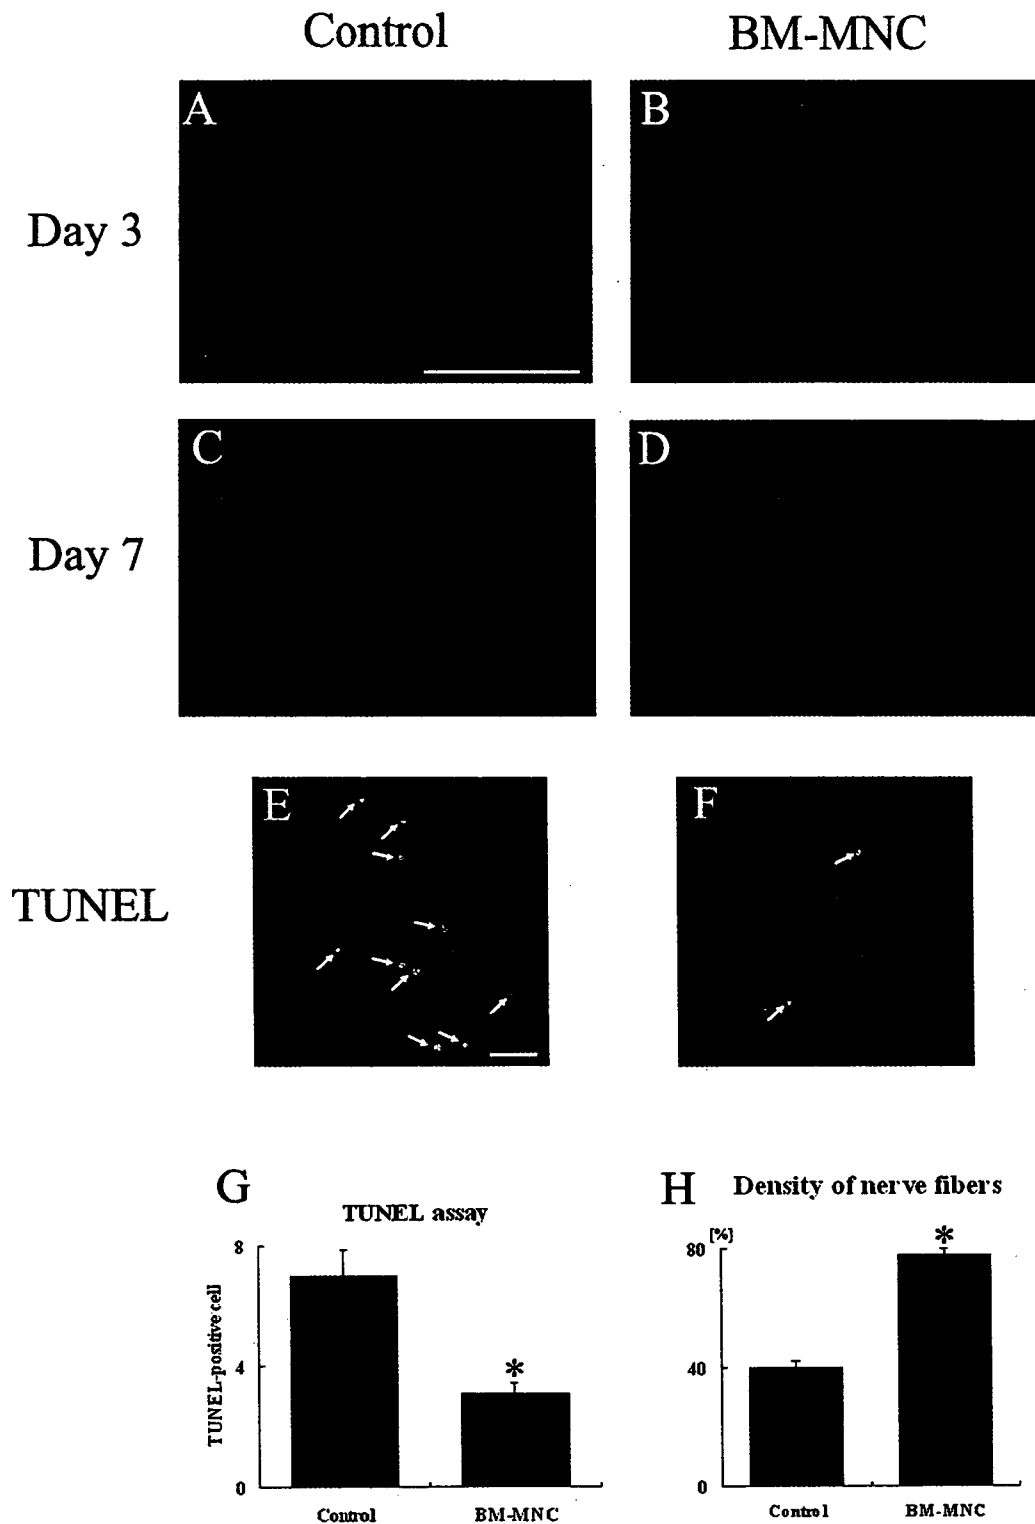 Control BM-MNC
A B
Day 3
C D
Day 7
E F
TUNEL
G
TUNEL assay
8
4
0
TUNEL-positive cell
*
Control BM-MNC
H Density of nerve fibers
[%]
80
40
0
*
Control BM-MNC